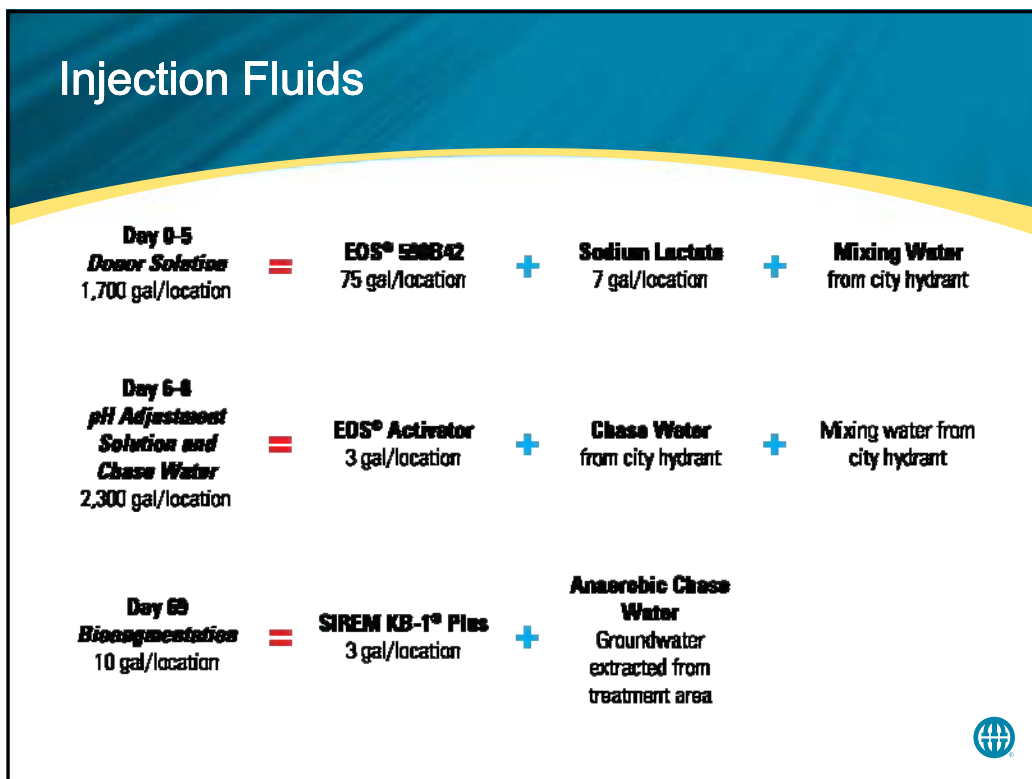 Injection Fluids
Day 0-5
Donor Solution
1,700 gal/location
=
EOS® 598B42
75 gal/location
+
Sodium Lactate
7 gal/location
+
Mixing Water
from city hydrant
Day 6-8
pH Adjustment
Solution and
Chase Water
2,300 gal/location
=
EOS® Activator
3 gal/location
+
Chase Water
from city hydrant
+
Mixing water from
city hydrant
Day 69
Bioaugmentation
10 gal/location
=
SIREM KB-1® Plus
3 gal/location
+
Anaerobic Chase
Water
Groundwater
extracted from
treatment area